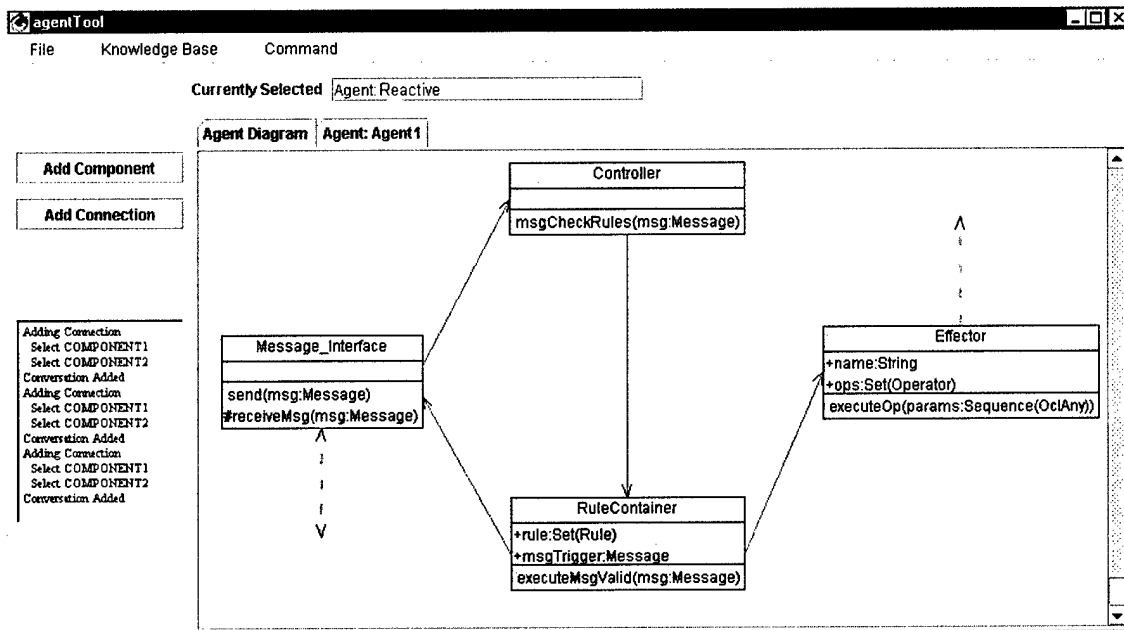 agentTool
File Knowledge Base Command
Currently Selected Agent: Reactive
Agent Diagram Agent: Agent1
Add Component
Add Connection
Adding Connection
Select COMPONENT1
Select COMPONENT2
Conversation Added
Adding Connection
Select COMPONENT1
Select COMPONENT2
Conversation Added
Adding Connection
Select COMPONENT1
Select COMPONENT2
Conversation Added
Controller
msgCheckRules(msg:Message)
Message_Interface
send(msg:Message)
#receiveMsg(msg:Message)
Effector
+name:String
+ops:Set(Operator)
executeOp(params:Sequence(OclAny))
RuleContainer
+rule:Set(Rule)
+msgTrigger:Message
executeMsgValid(msg:Message)